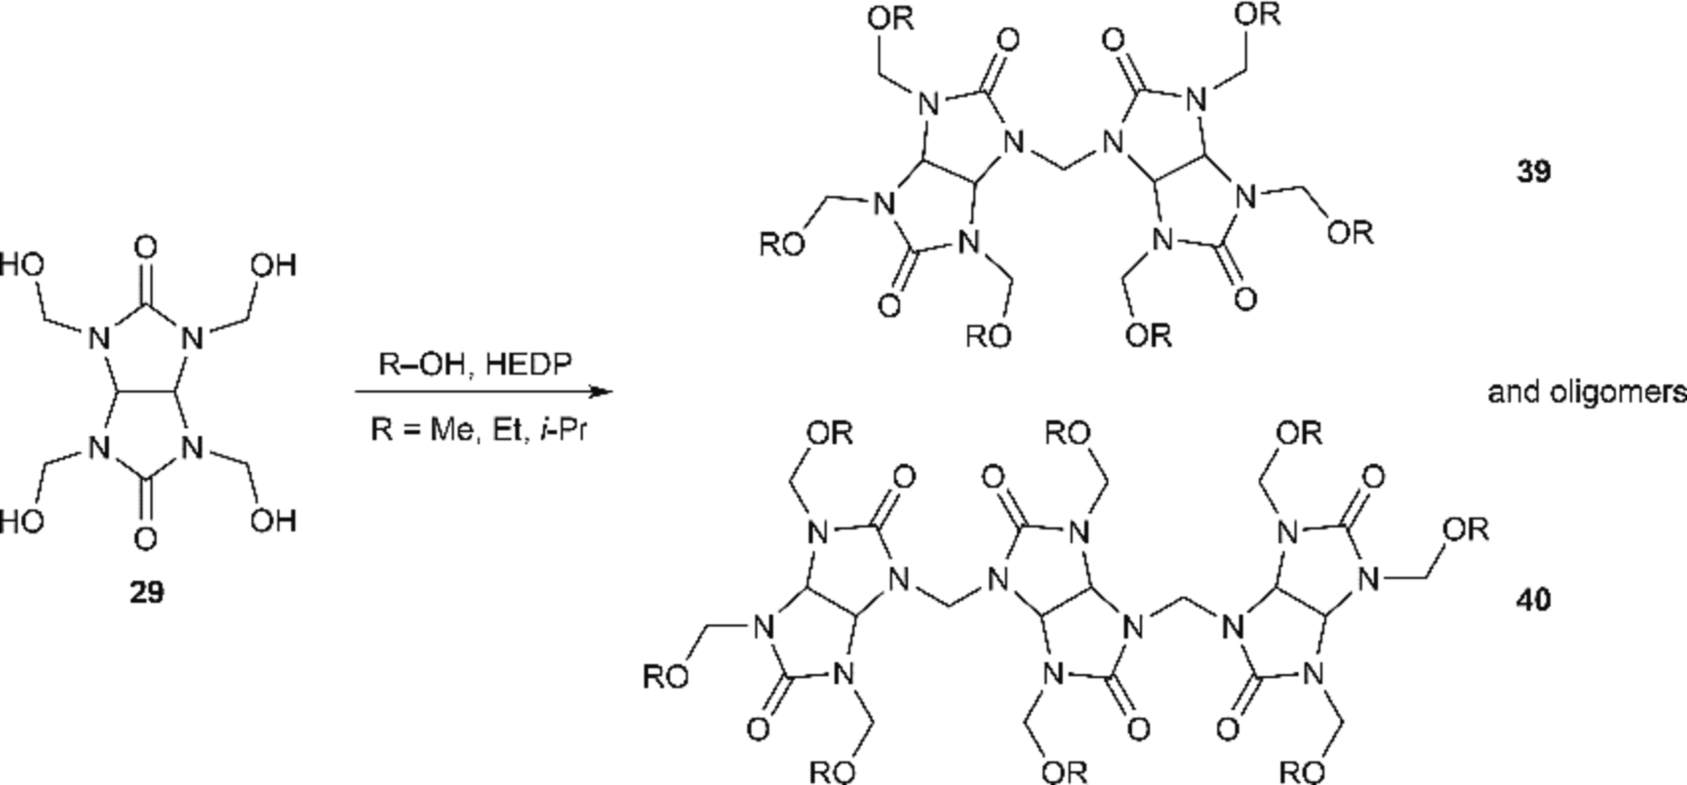 HO O OH
N N
N N
HO O OH
29
R–OH, HEDP
R = Me, Et, i-Pr
OR OR
O O
N N
N N
N N
RO N N OR
O O
RO OR
39
and oligomers
OR RO OR
O O O
N N N OR
N N N
N N N
RO N N N
O O O
RO OR RO
40